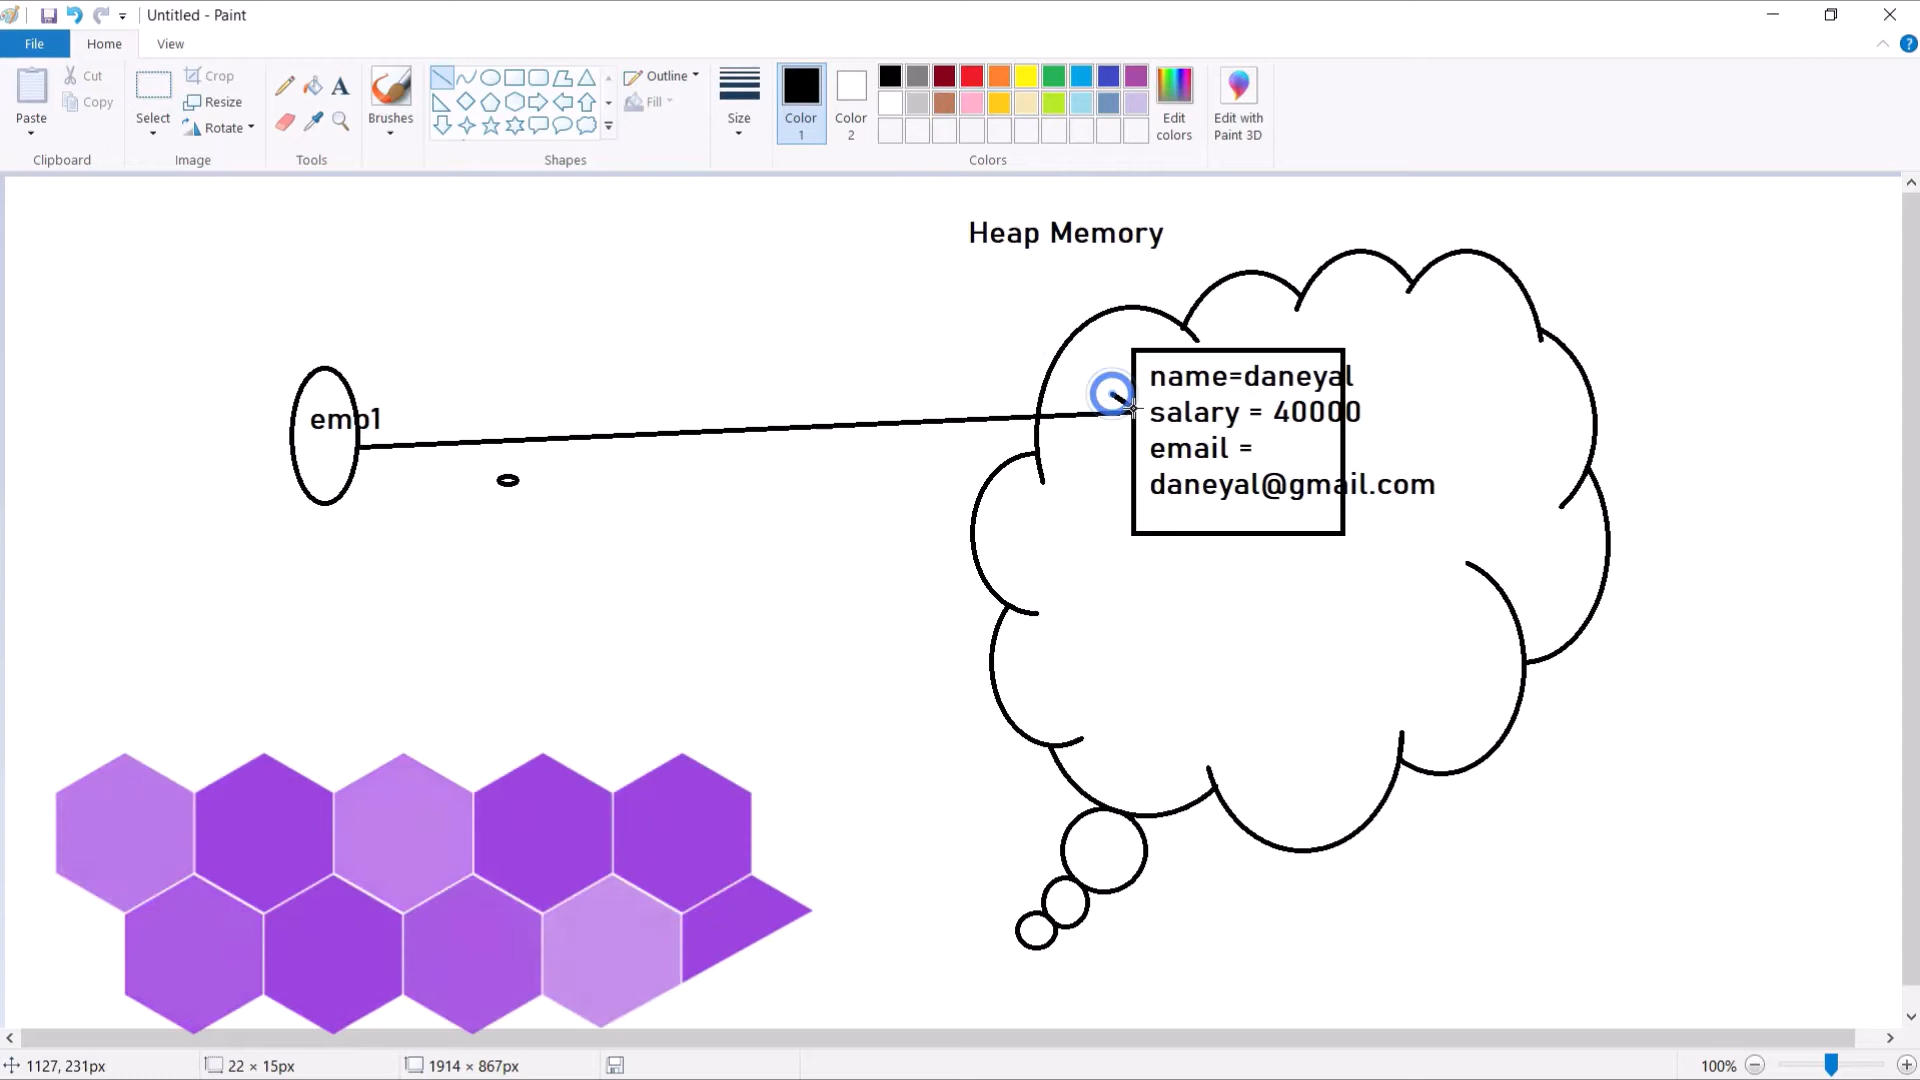 Untitled - Paint
File Home View
Paste
Cut
Copy
Clipboard
Select
Crop
Resize
Rotate
Image
A
Tools
Brushes
Outline
Fill
Shapes
Size
Color 1
Color 2
Edit colors
Edit with Paint 3D
Colors
?
Heap Memory
emp1
name=daneyal
salary = 40000
email =
daneyal@gmail.com
1127, 231px
22 × 15px
1914 × 867px
100%